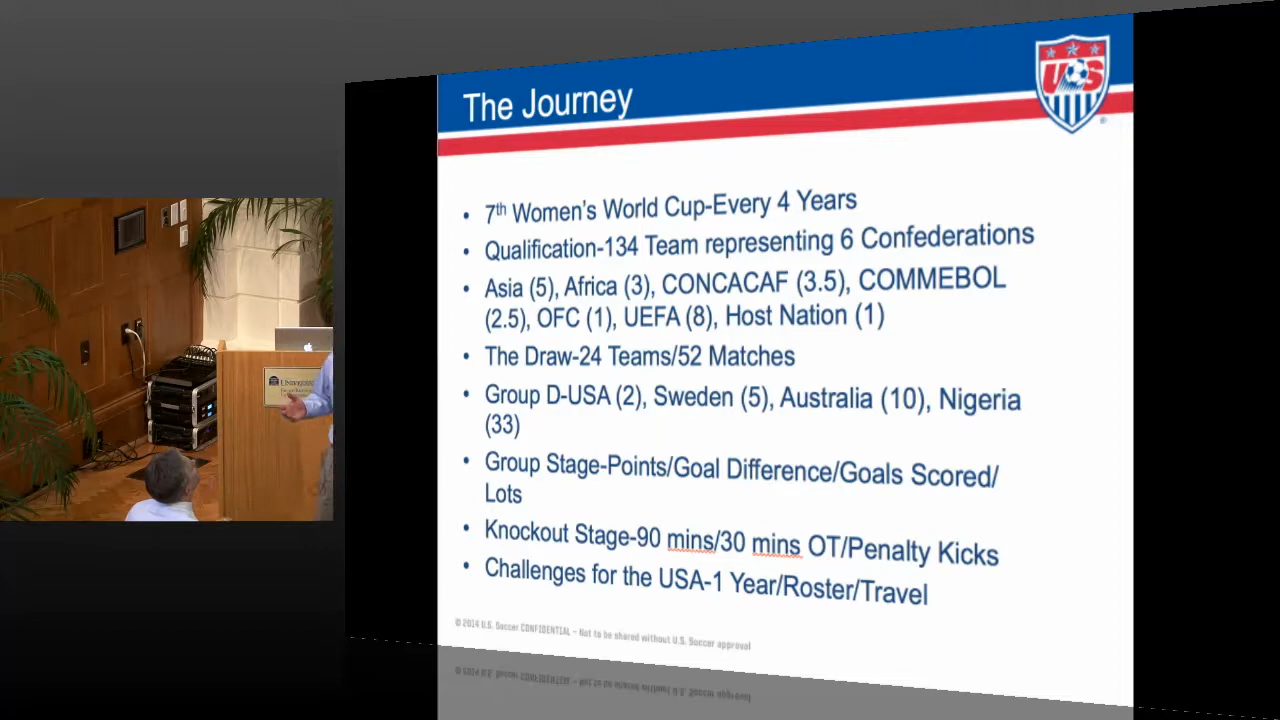 The Journey
US
7th Women's World Cup-Every 4 Years
Qualification-134 Team representing 6 Confederations
Asia (5), Africa (3), CONCACAF (3.5), COMMEBOL
(2.5), OFC (1), UEFA (8), Host Nation (1)
The Draw-24 Teams/52 Matches
Group D-USA (2), Sweden (5), Australia (10), Nigeria
(33)
Group Stage-Points/Goal Difference/Goals Scored/
Lots
Knockout Stage-90 mins/30 mins OT/Penalty Kicks
Challenges for the USA-1 Year/Roster/Travel
© 2014 U.S. Soccer CONFIDENTIAL – Not to be shared without U.S. Soccer approval